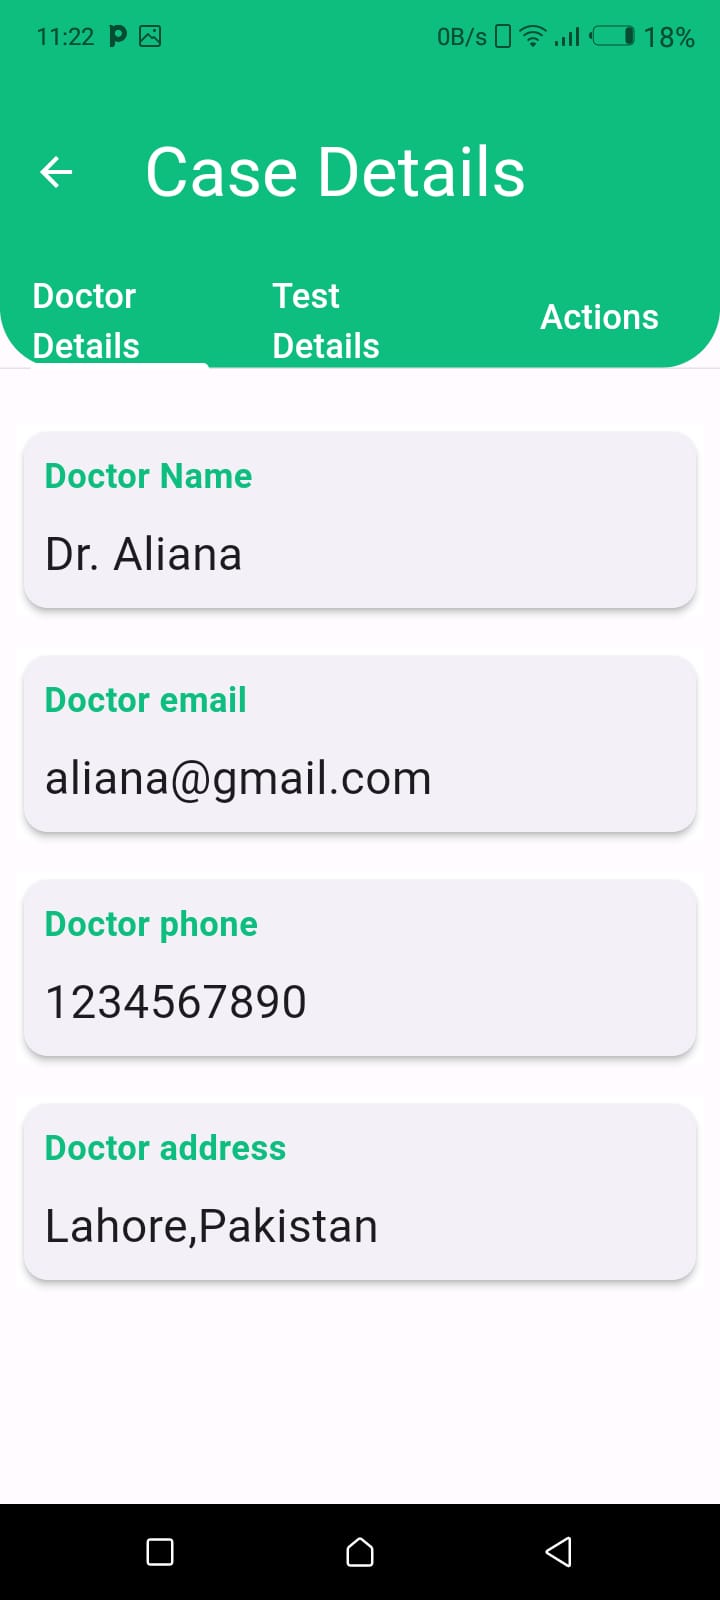 11:22 0B/s 18%
Case Details
Doctor
Details
Test
Details
Actions
Doctor Name
Dr. Aliana
Doctor email
aliana@gmail.com
Doctor phone
1234567890
Doctor address
Lahore,Pakistan